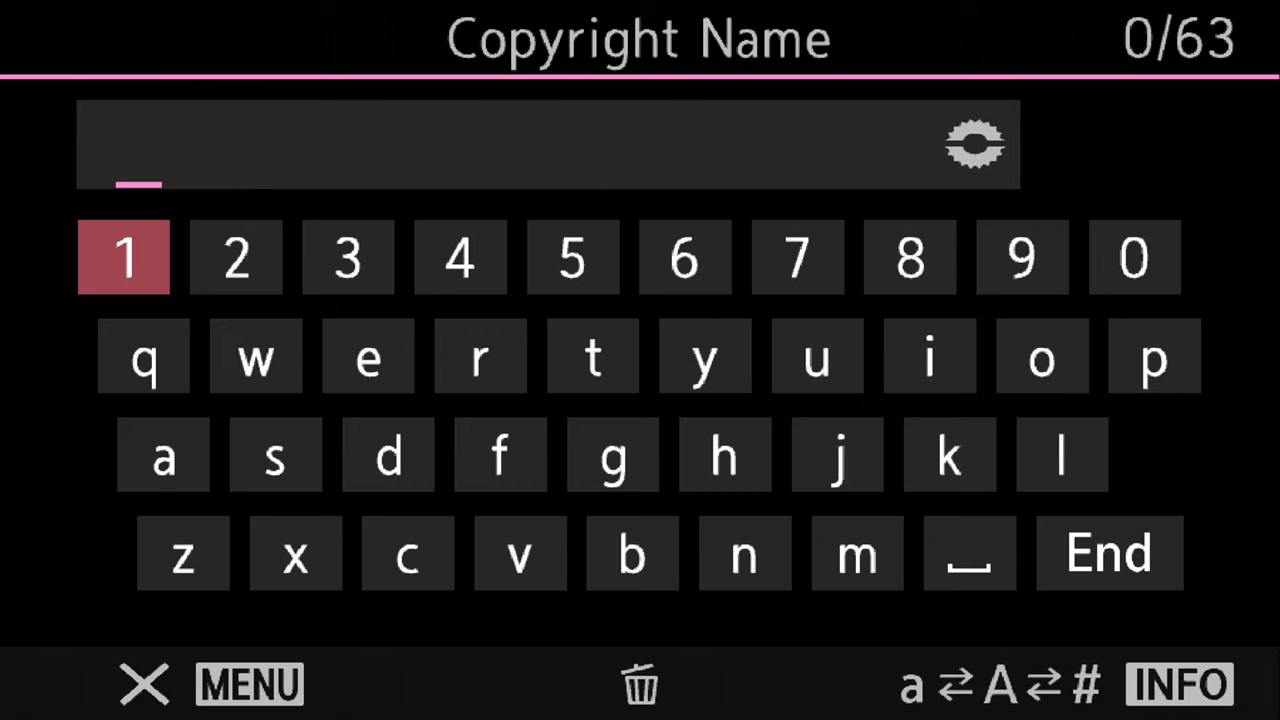 Copyright Name 0/63
1 2 3 4 5 6 7 8 9 0
q w e r t y u i o p
a s d f g h j k l
z x c v b n m End
MENU a⇄A⇄# INFO